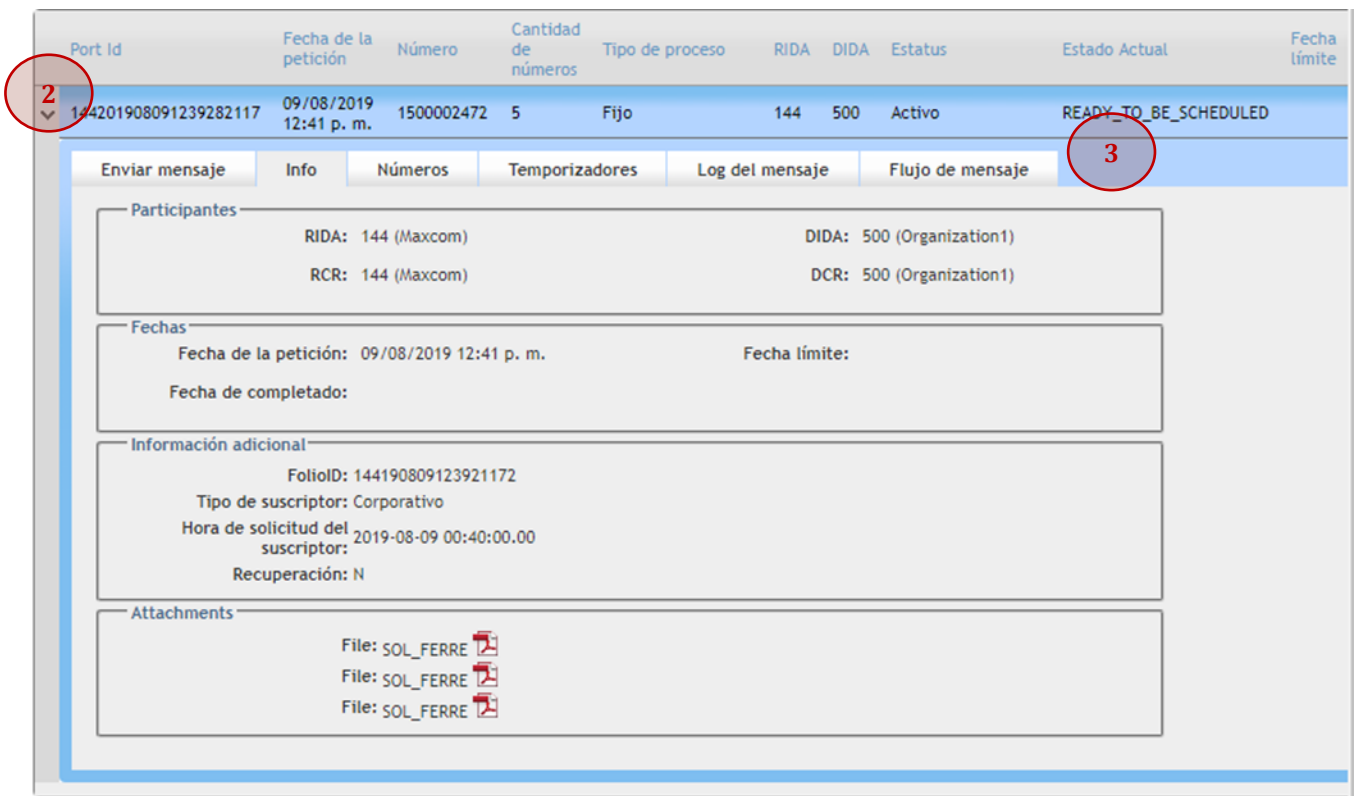 Port Id Fecha de la petición Número Cantidad de números Tipo de proceso RIDA DIDA Estatus Estado Actual Fecha límite
2
144201908091239282117 09/08/2019 12:41 p. m. 1500002472 5 Fijo 144 500 Activo READY_TO_BE_SCHEDULED
3
Enviar mensaje Info Números Temporizadores Log del mensaje Flujo de mensaje
Participantes
RIDA: 144 (Maxcom) DIDA: 500 (Organization1)
RCR: 144 (Maxcom) DCR: 500 (Organization1)
Fechas
Fecha de la petición: 09/08/2019 12:41 p. m. Fecha límite:
Fecha de completado:
Información adicional
FolioID: 144190809123921172
Tipo de suscriptor: Corporativo
Hora de solicitud del suscriptor: 2019-08-09 00:40:00.00
Recuperación: N
Attachments
File: SOL_FERRE
File: SOL_FERRE
File: SOL_FERRE